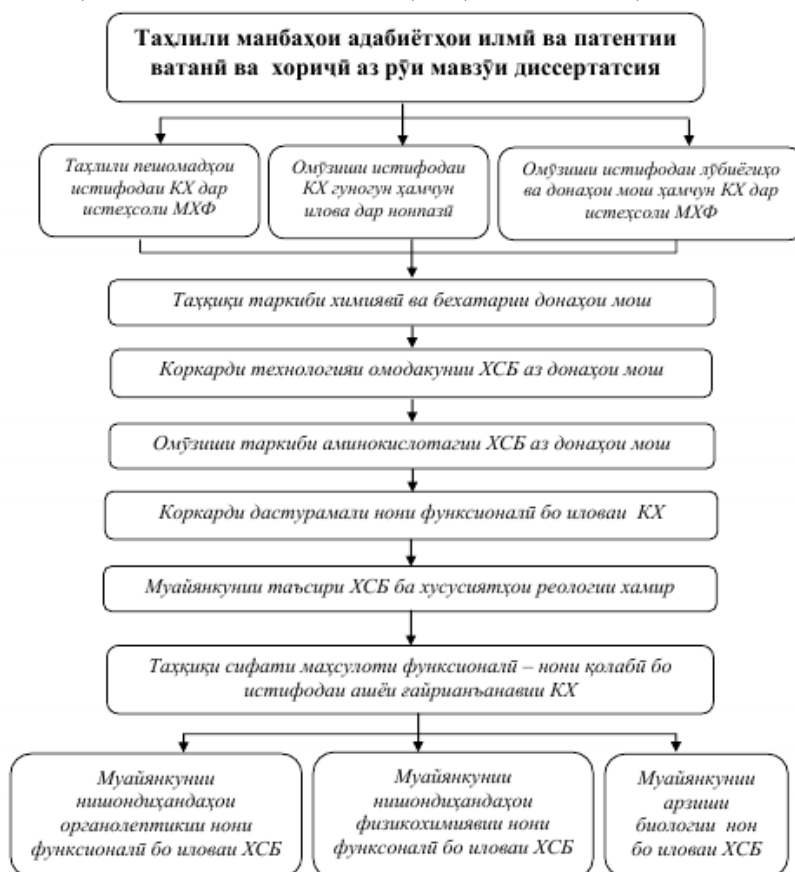 Таҳлили манбаҳои адабиётҳои илмӣ ва патентии
ватанӣ ва хориҷӣ аз рӯи мавзӯи диссертатсия
Таҳлили пешомадҳои
истифодаи КХ дар
истеҳсоли МХФ
Омӯзиши истифодаи
КХ гуногун ҳамчун
илова дар нонпазӣ
Омӯзиши истифодаи лӯбиёгиҳо
ва донаҳои мош ҳамчун КХ дар
истеҳсоли МХФ
Таҳқиқи таркиби химиявӣ ва бехатарии донаҳои мош
Коркарди технологияи омодакунии ХСБ аз донаҳои мош
Омӯзиши таркиби аминокислотагии ХСБ аз донаҳои мош
Коркарди дастурамали нони функсионалӣ бо иловаи КХ
Муайянкунии таъсири ХСБ ба хусусиятҳои реологии хамир
Таҳқиқи сифати маҳсулоти функсионалӣ – нони қолабӣ бо
истифодаи ашёи ғайрианъанавии КХ
Муайянкунии
нишондиҳандаҳои
органолептикии нони
функсионалӣ бо иловаи ХСБ
Муайянкунии
нишондиҳандаҳои
физикохимиявии нони
функсоналӣ бо иловаи ХСБ
Муайянкунии
арзиши
биологии нон
бо иловаи ХСБ